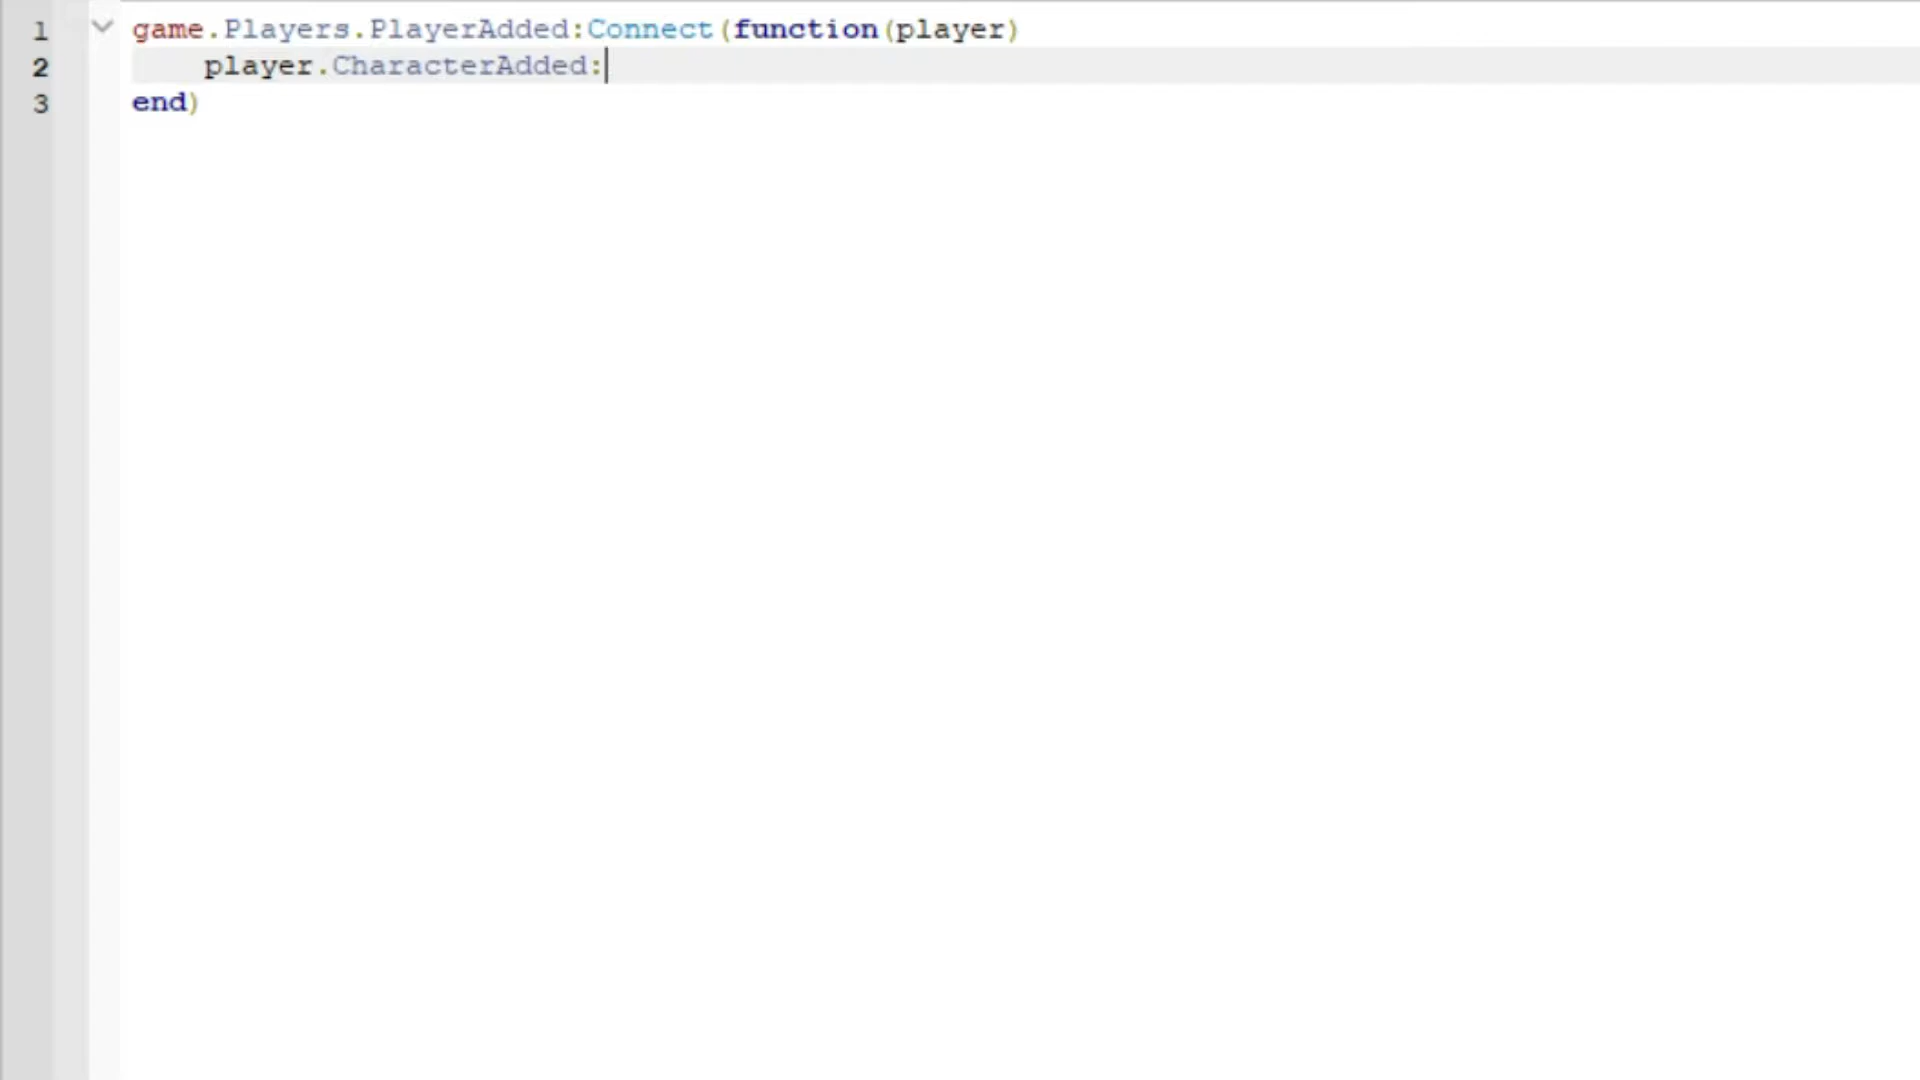 1 game.Players.PlayerAdded:Connect(function(player)
2 player.CharacterAdded:
3 end)